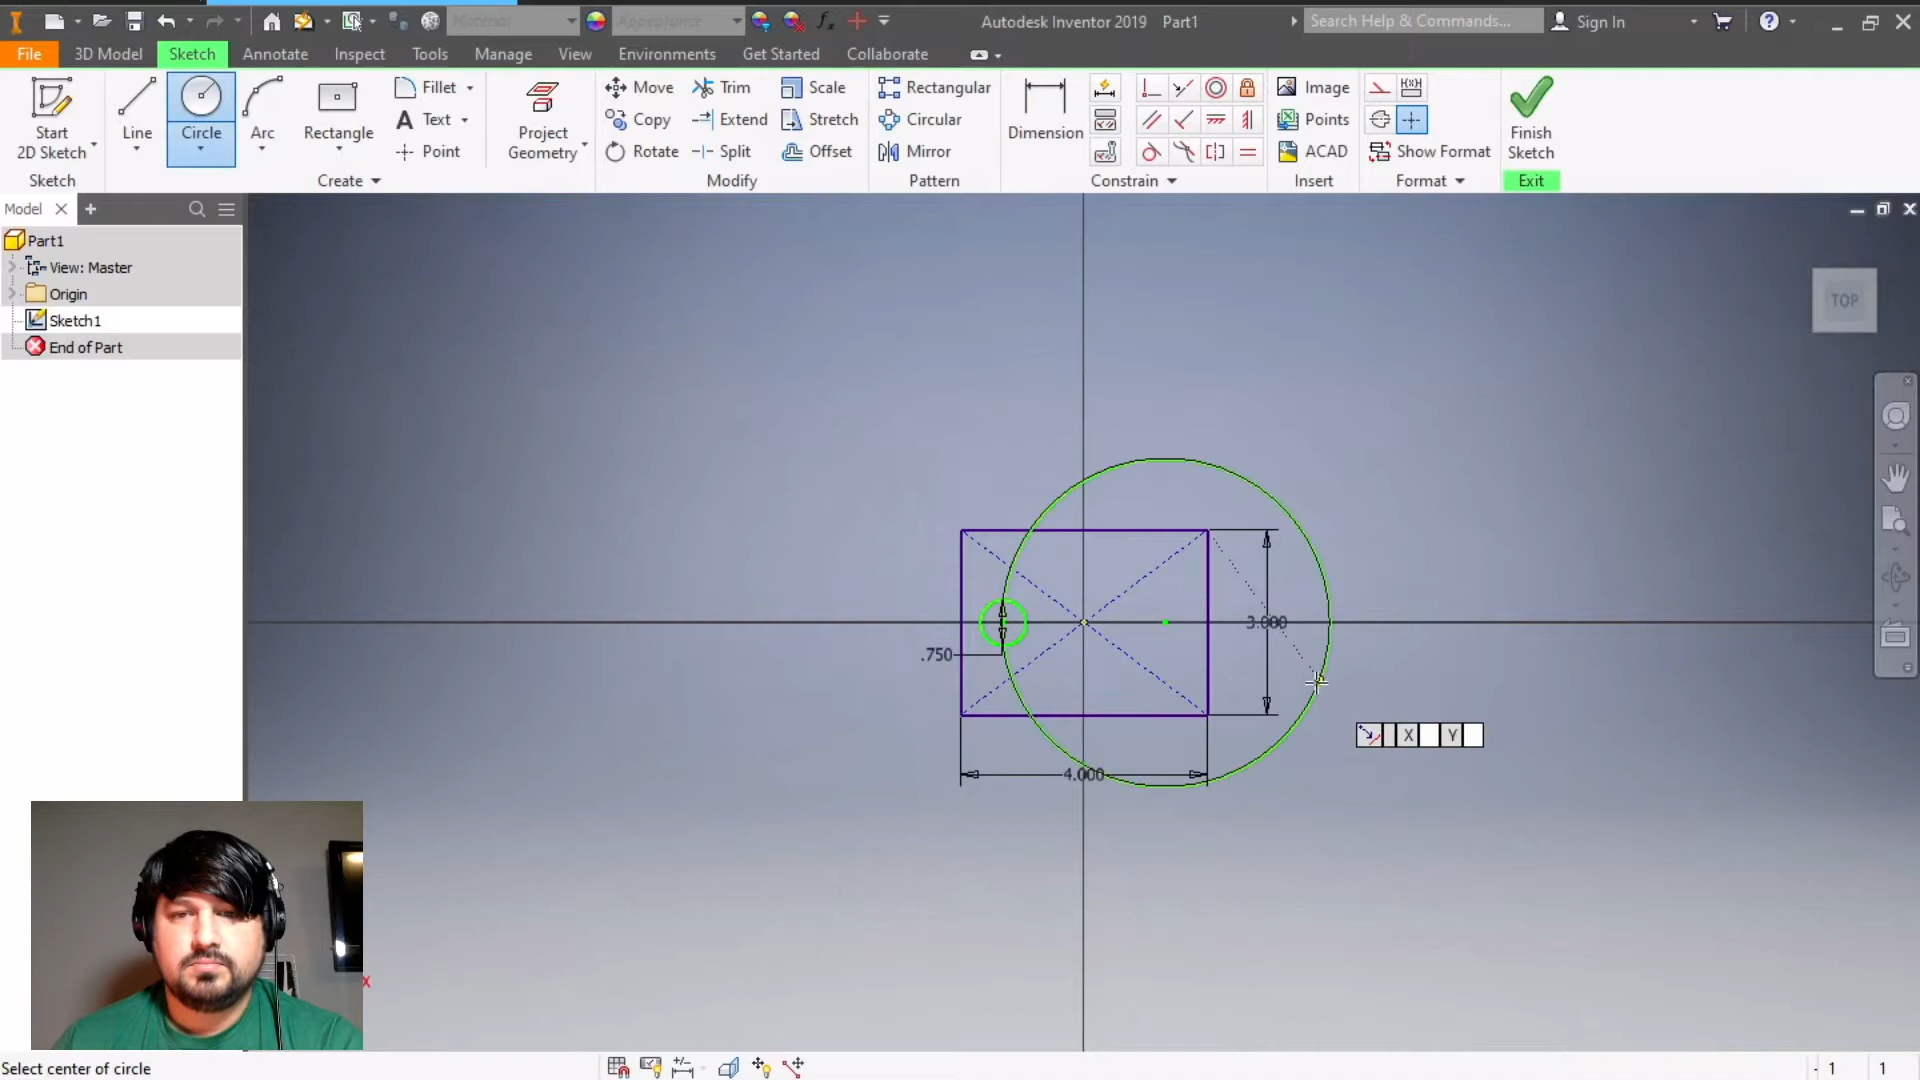 Material
Appearance
Autodesk Inventor 2019 Part1
Search Help & Commands...
Sign In
File 3D Model Sketch Annotate Inspect Tools Manage View Environments Get Started Collaborate
Start
2D Sketch
Line
Circle
Arc
Rectangle
Fillet
Text
Point
Project
Geometry
Move
Copy
Rotate
Trim
Extend
Split
Scale
Stretch
Offset
Rectangular
Circular
Mirror
Dimension
Image
Points
ACAD
Show Format
Finish
Sketch
Sketch
Create
Modify
Pattern
Constrain
Insert
Format
Exit
Model
Part1
View: Master
Origin
Sketch1
End of Part
TOP
3.000
.750
X
Y
4.000
x
Select center of circle
1
1